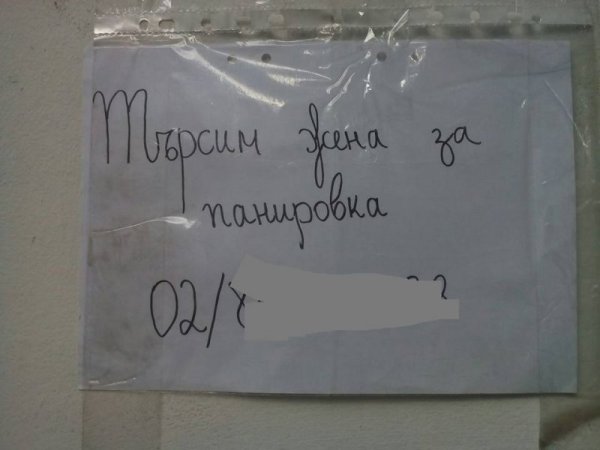 Търсим жена за
панировка
02/